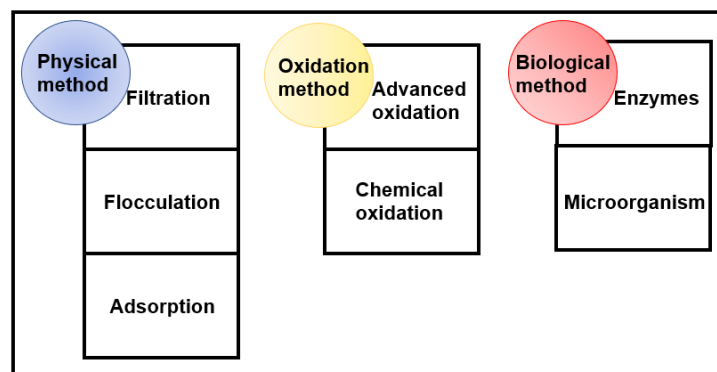 Physical
method
Filtration
Flocculation
Adsorption
Oxidation
method
Advanced
oxidation
Chemical
oxidation
Biological
method
Enzymes
Microorganism